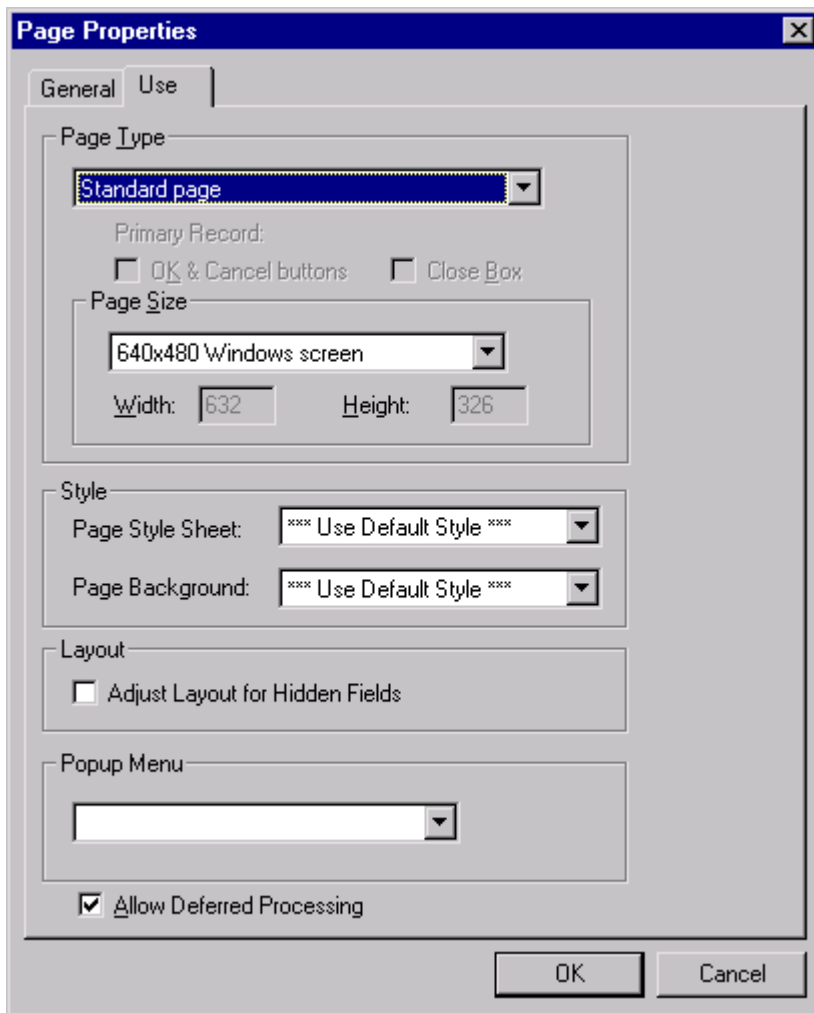 Page Properties
General Use
Page Type
Standard page
Primary Record:
OK & Cancel buttons Close Box
Page Size
640x480 Windows screen
Width: 632 Height: 326
Style
Page Style Sheet: *** Use Default Style ***
Page Background: *** Use Default Style ***
Layout
Adjust Layout for Hidden Fields
Popup Menu
Allow Deferred Processing
OK Cancel